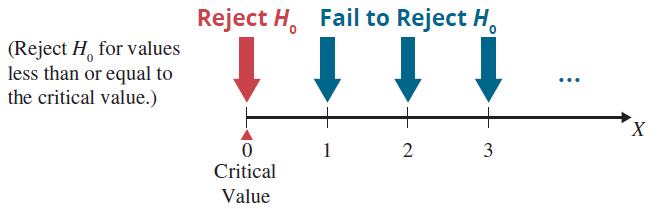 Reject H₀ Fail to Reject H₀
(Reject H₀ for values
less than or equal to
the critical value.)
...
X
0 1 2 3
Critical
Value